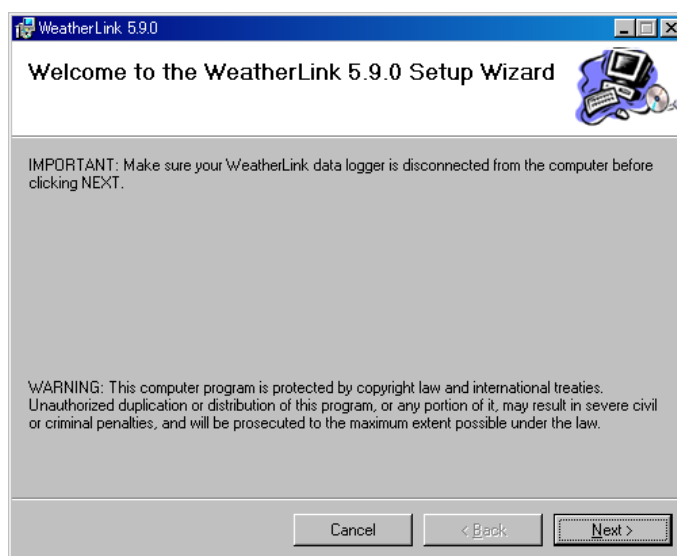 WeatherLink 5.9.0
Welcome to the WeatherLink 5.9.0 Setup Wizard
IMPORTANT: Make sure your WeatherLink data logger is disconnected from the computer before
clicking NEXT.
WARNING: This computer program is protected by copyright law and international treaties.
Unauthorized duplication or distribution of this program, or any portion of it, may result in severe civil
or criminal penalties, and will be prosecuted to the maximum extent possible under the law.
Cancel
< Back
Next >